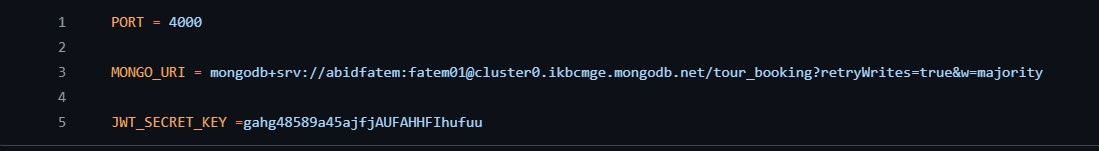 1 PORT = 4000
2
3 MONGO_URI = mongodb+srv://abidfatem:fatem01@cluster0.ikbcmge.mongodb.net/tour_booking?retryWrites=true&w=majority
4
5 JWT_SECRET_KEY =gahg48589a45ajfjAUFAHHFIhufuu